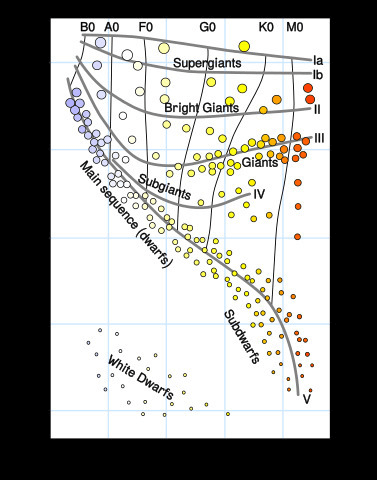 B0 A0 F0 G0 K0 M0
Ia
Supergiants
Ib
Bright Giants
II
III
Giants
Subgiants
IV
Main sequence (dwarfs)
Subdwarfs
White Dwarfs
V